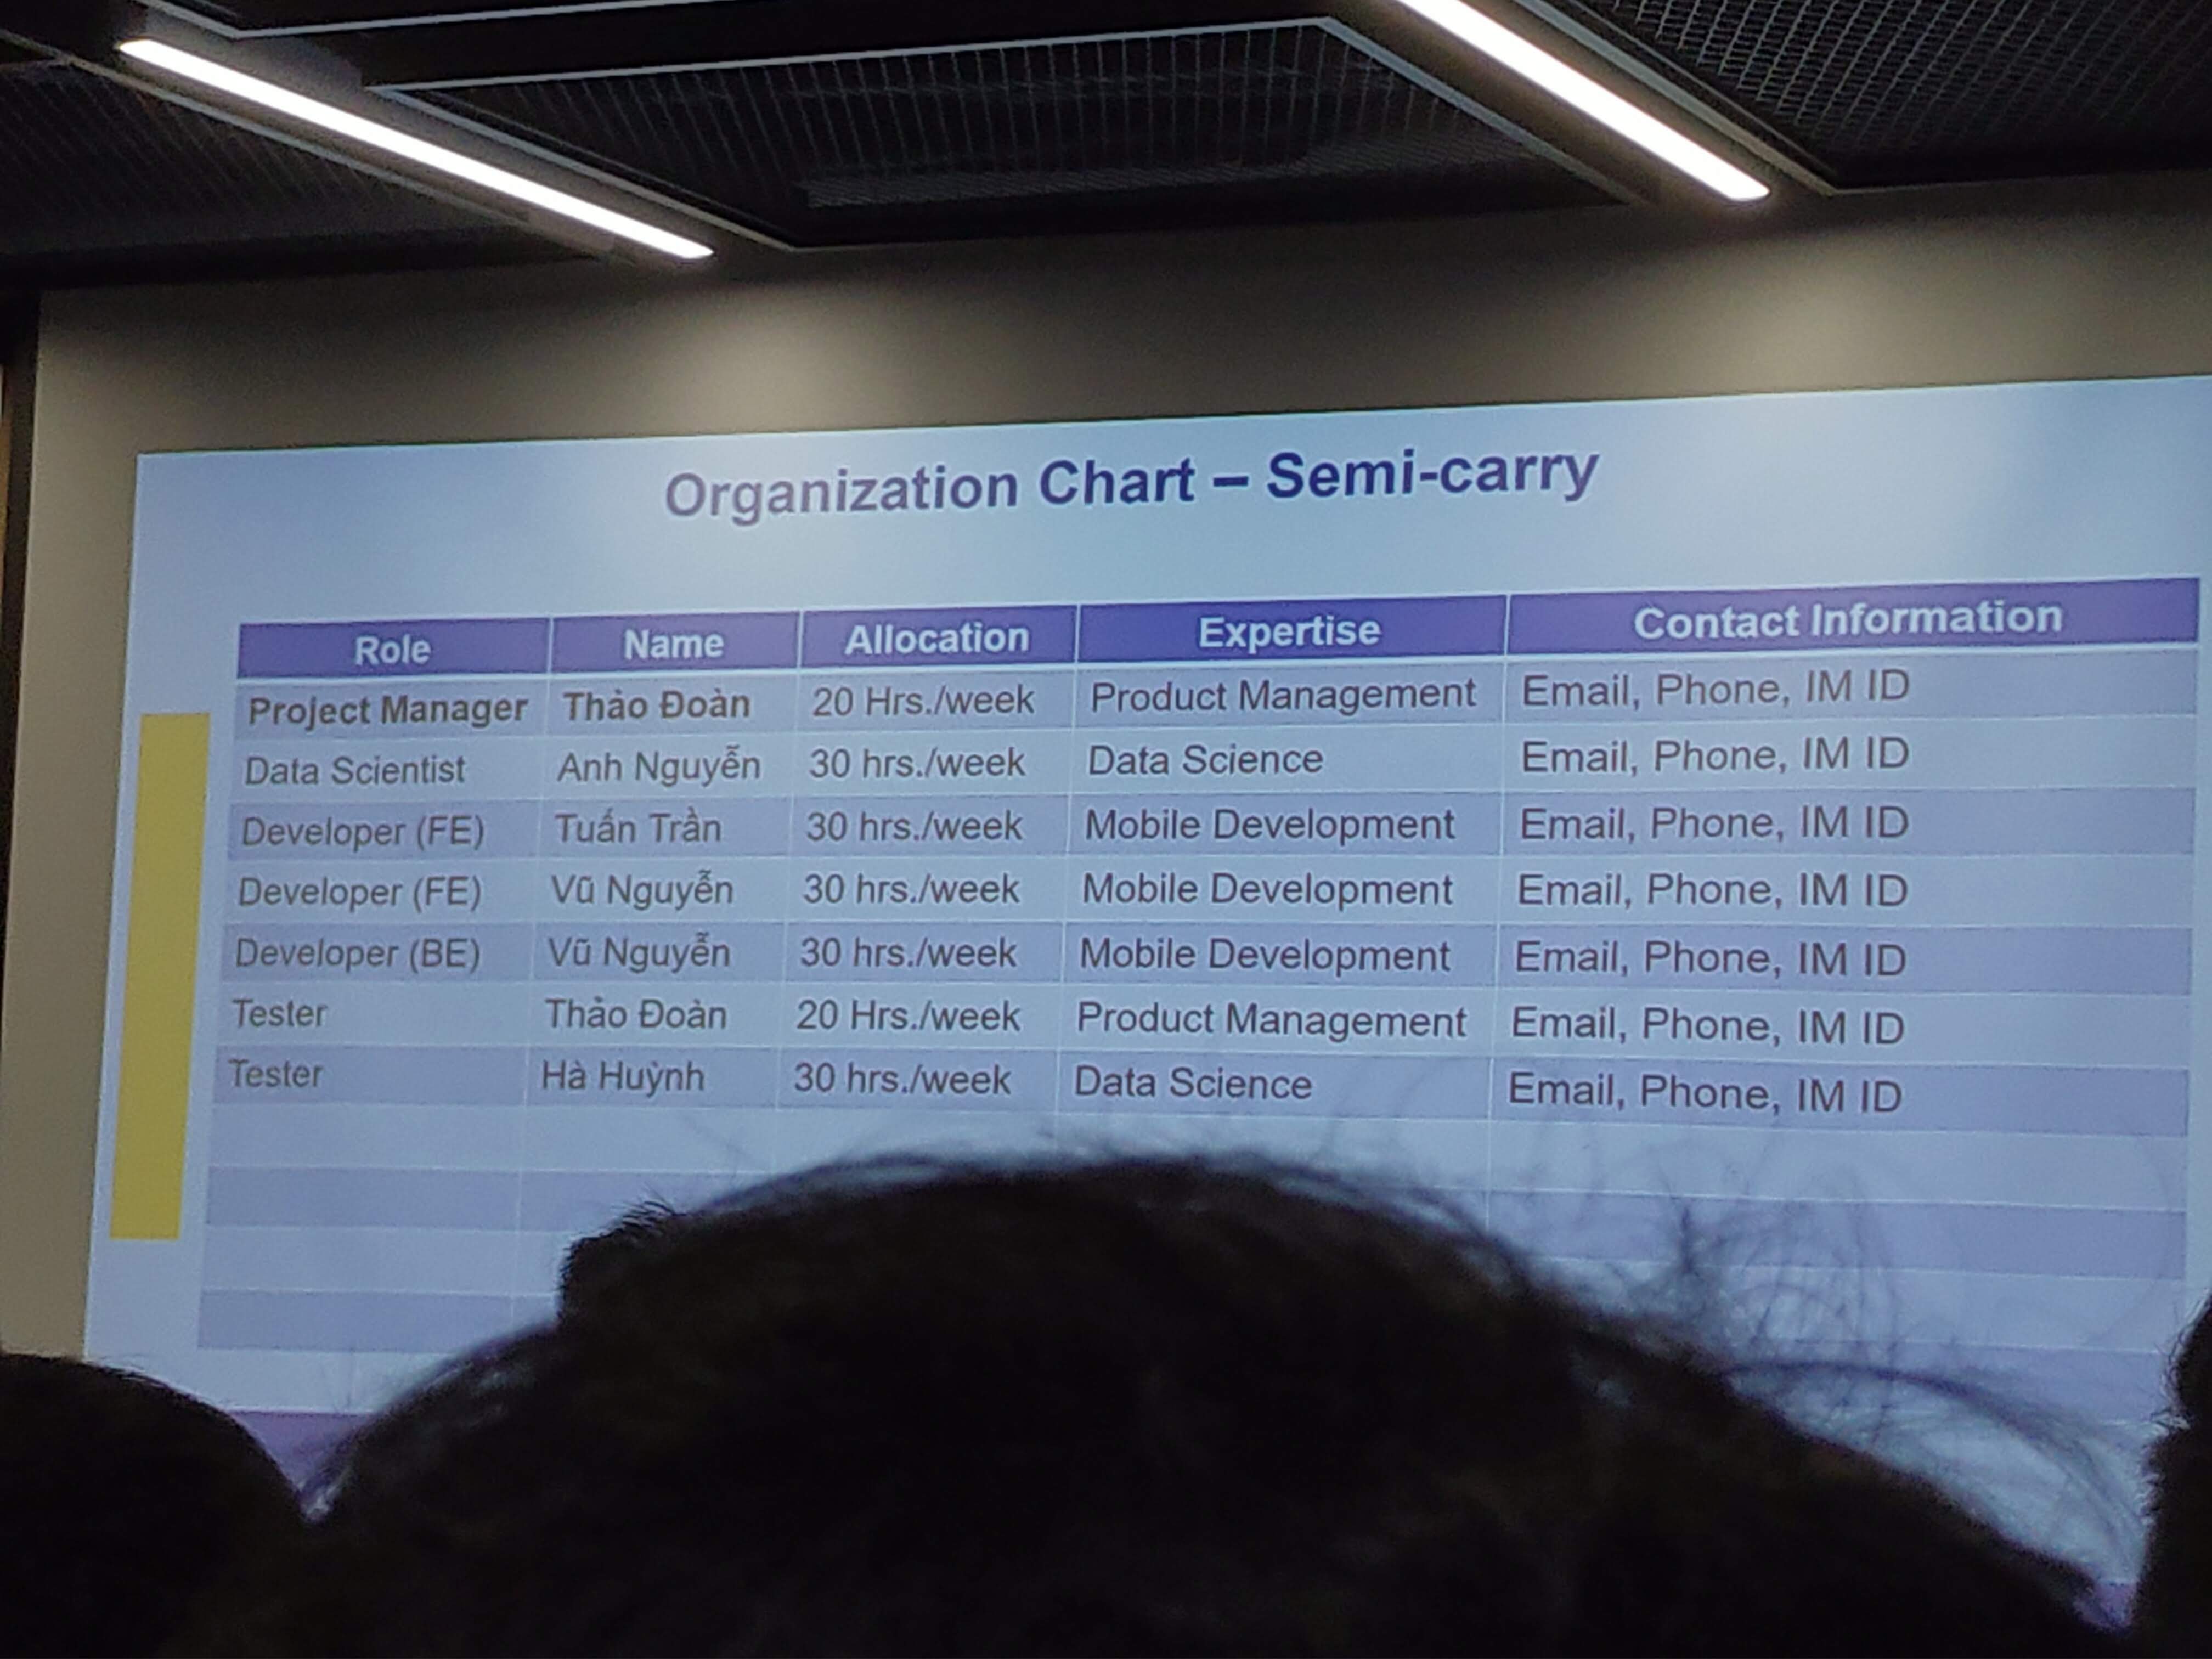 Organization Chart – Semi-carry
Role Name Allocation Expertise Contact Information
Project Manager Thảo Đoàn 20 Hrs./week Product Management Email, Phone, IM ID
Data Scientist Anh Nguyễn 30 hrs./week Data Science Email, Phone, IM ID
Developer (FE) Tuấn Trần 30 hrs./week Mobile Development Email, Phone, IM ID
Developer (FE) Vũ Nguyễn 30 hrs./week Mobile Development Email, Phone, IM ID
Developer (BE) Vũ Nguyễn 30 hrs./week Mobile Development Email, Phone, IM ID
Tester Thảo Đoàn 20 Hrs./week Product Management Email, Phone, IM ID
Tester Hà Huỳnh 30 hrs./week Data Science Email, Phone, IM ID